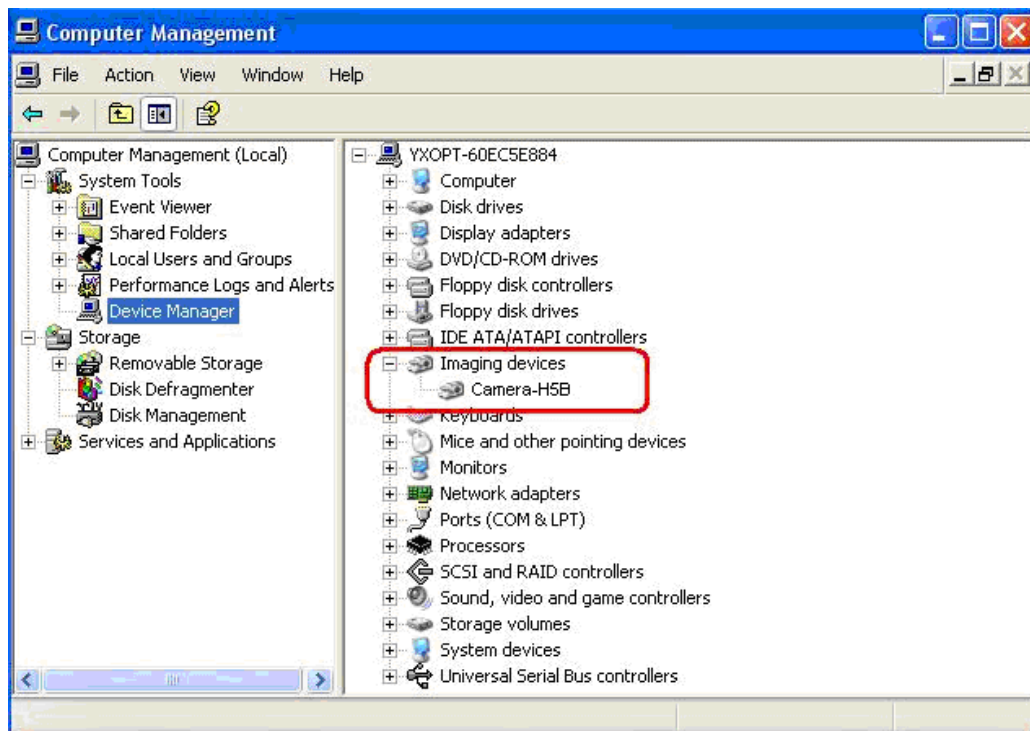 Computer Management
File Action View Window Help
Computer Management (Local)
System Tools
Event Viewer
Shared Folders
Local Users and Groups
Performance Logs and Alerts
Device Manager
Storage
Removable Storage
Disk Defragmenter
Disk Management
Services and Applications
YXOPT-60EC5E884
Computer
Disk drives
Display adapters
DVD/CD-ROM drives
Floppy disk controllers
Floppy disk drives
IDE ATA/ATAPI controllers
Imaging devices
Camera-H5B
Keyboards
Mice and other pointing devices
Monitors
Network adapters
Ports (COM & LPT)
Processors
SCSI and RAID controllers
Sound, video and game controllers
Storage volumes
System devices
Universal Serial Bus controllers